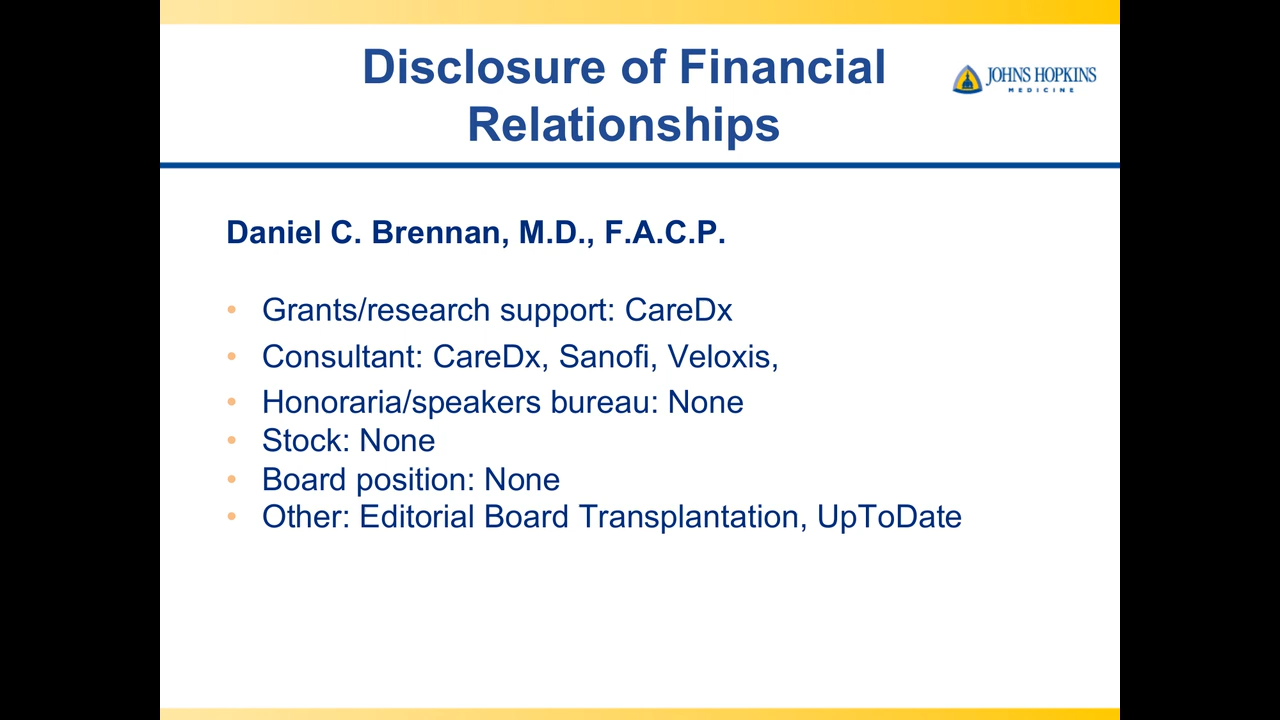 Disclosure of Financial
Relationships
JOHNS HOPKINS
MEDICINE
Daniel C. Brennan, M.D., F.A.C.P.
• Grants/research support: CareDx
• Consultant: CareDx, Sanofi, Veloxis,
• Honoraria/speakers bureau: None
• Stock: None
• Board position: None
• Other: Editorial Board Transplantation, UpToDate